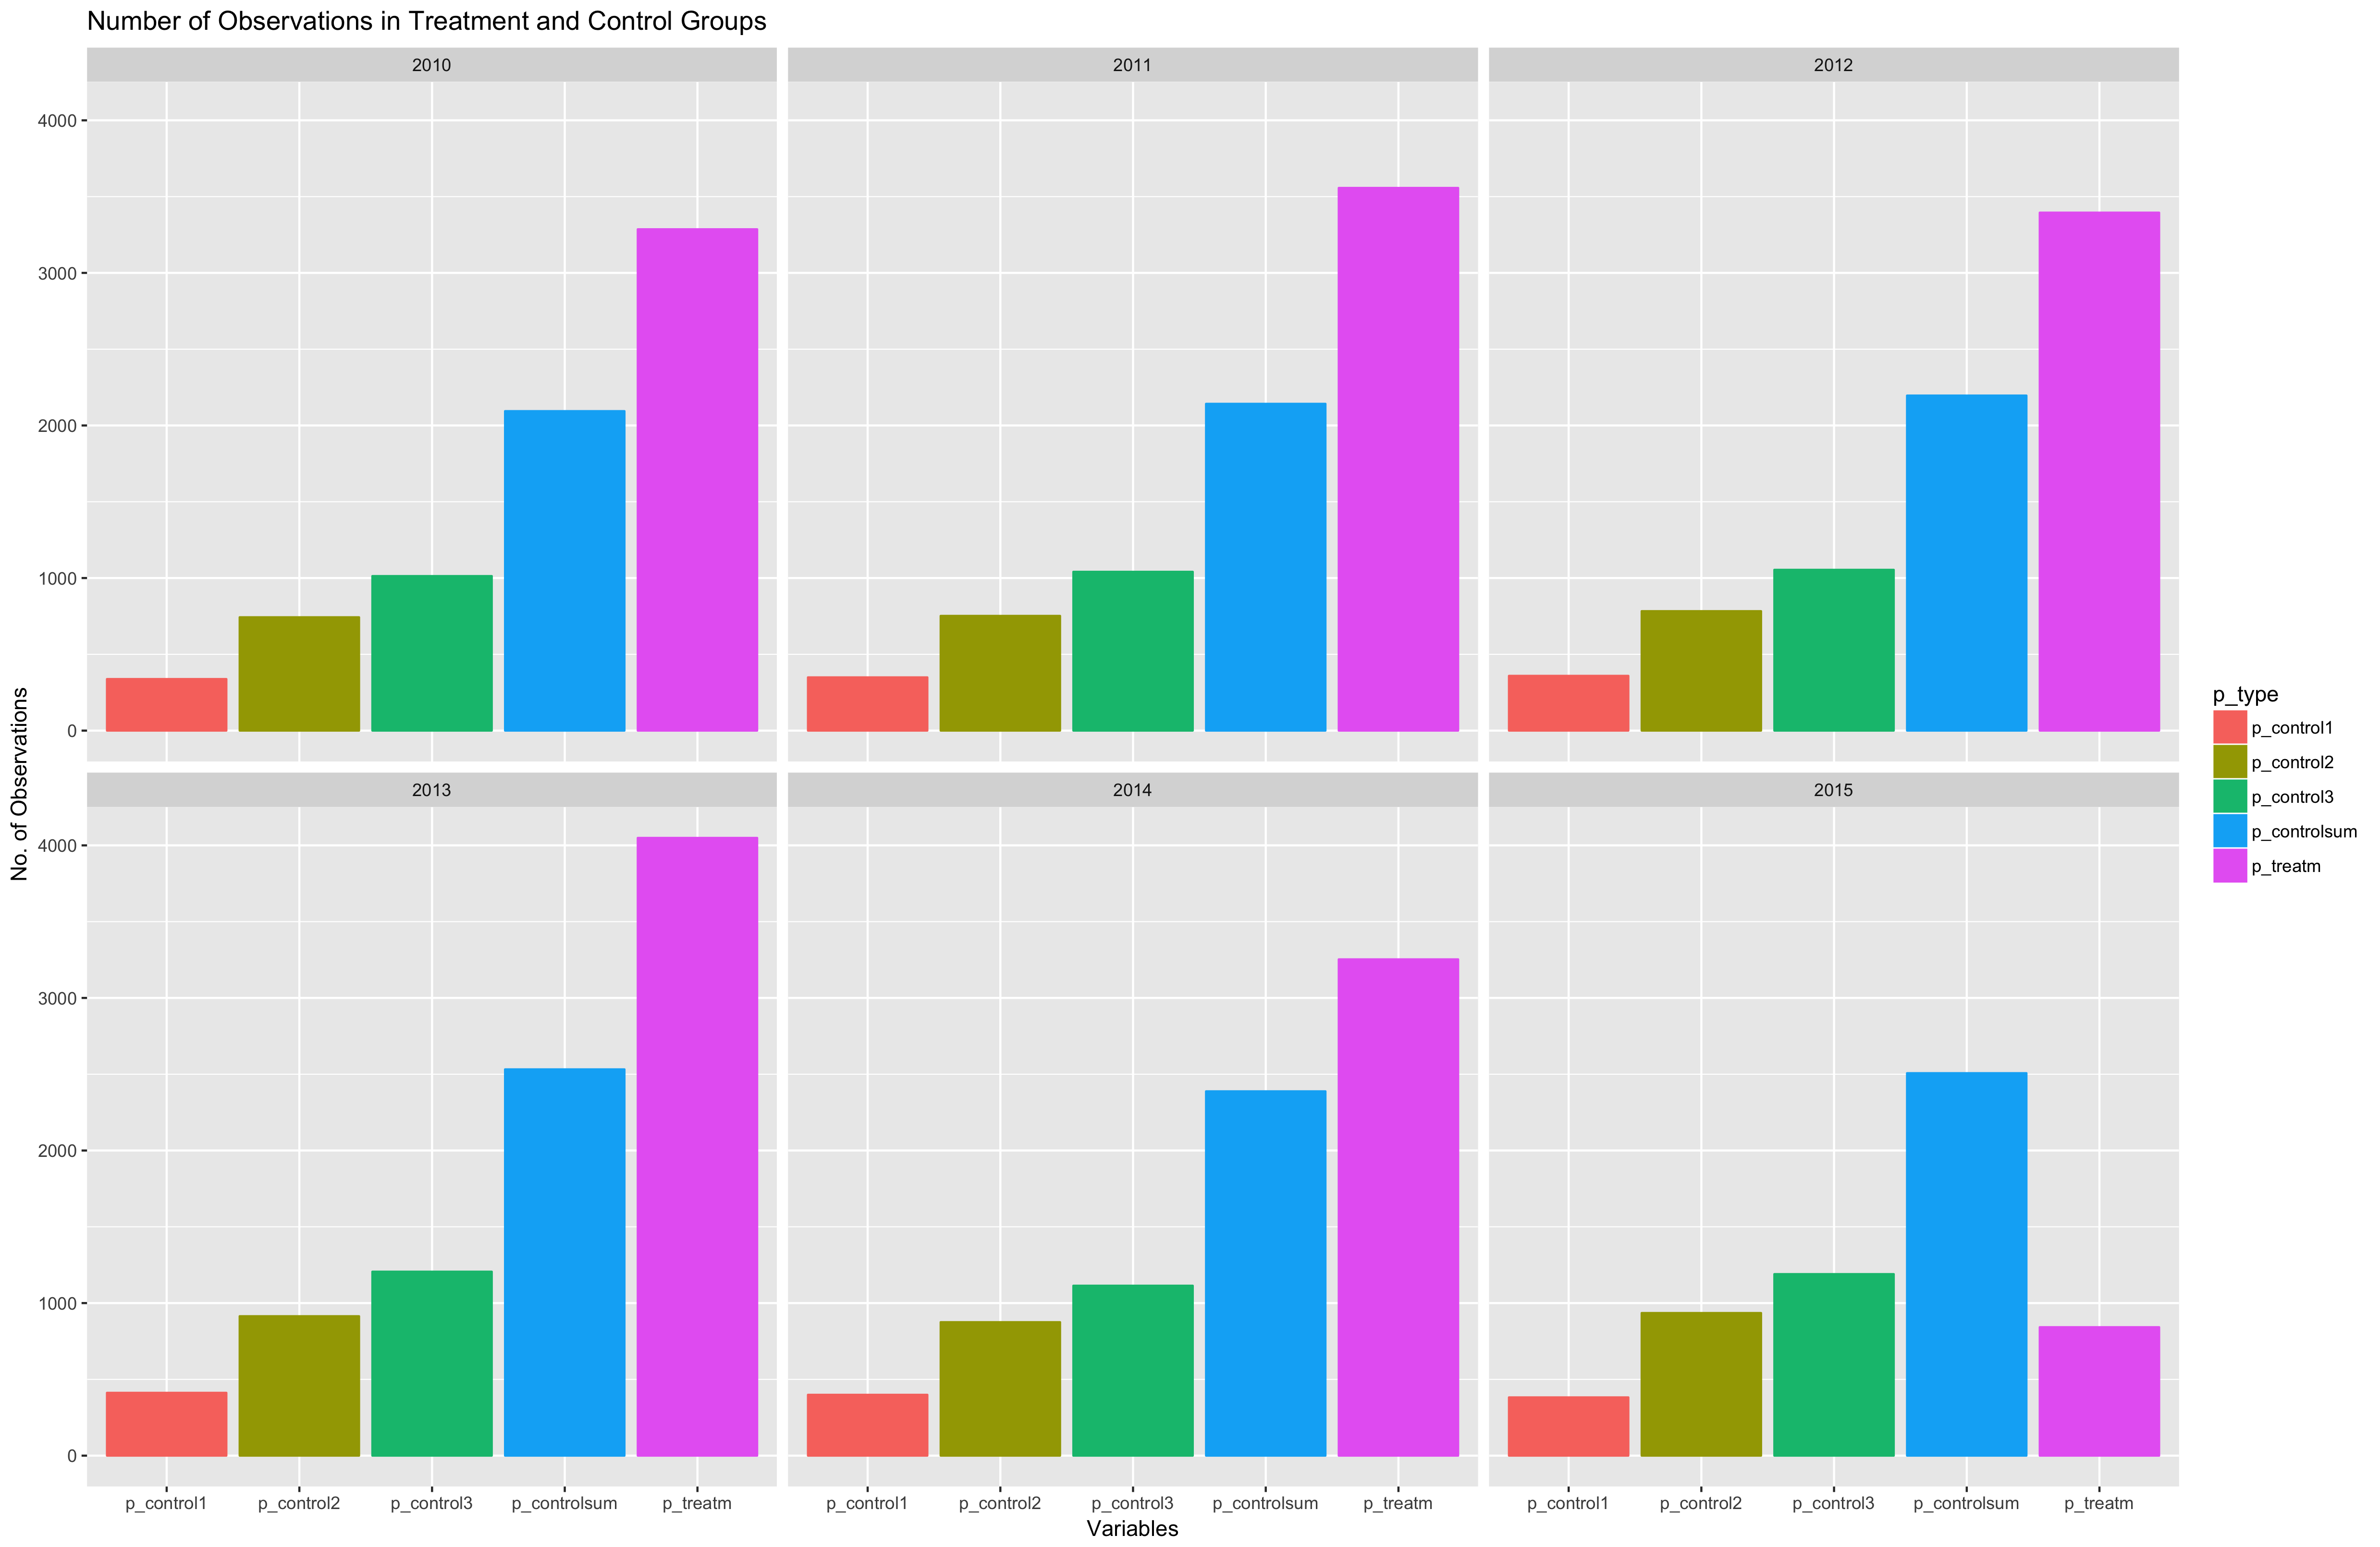 Number of Observations in Treatment and Control Groups
2010
2011
2012
4000
3000
2000
1000
0
2013
2014
2015
4000
3000
2000
1000
0
p_control1 p_control2 p_control3 p_controlsum p_treatm
p_control1 p_control2 p_control3 p_controlsum p_treatm
p_control1 p_control2 p_control3 p_controlsum p_treatm
Variables
No. of Observations
p_type
p_control1
p_control2
p_control3
p_controlsum
p_treatm